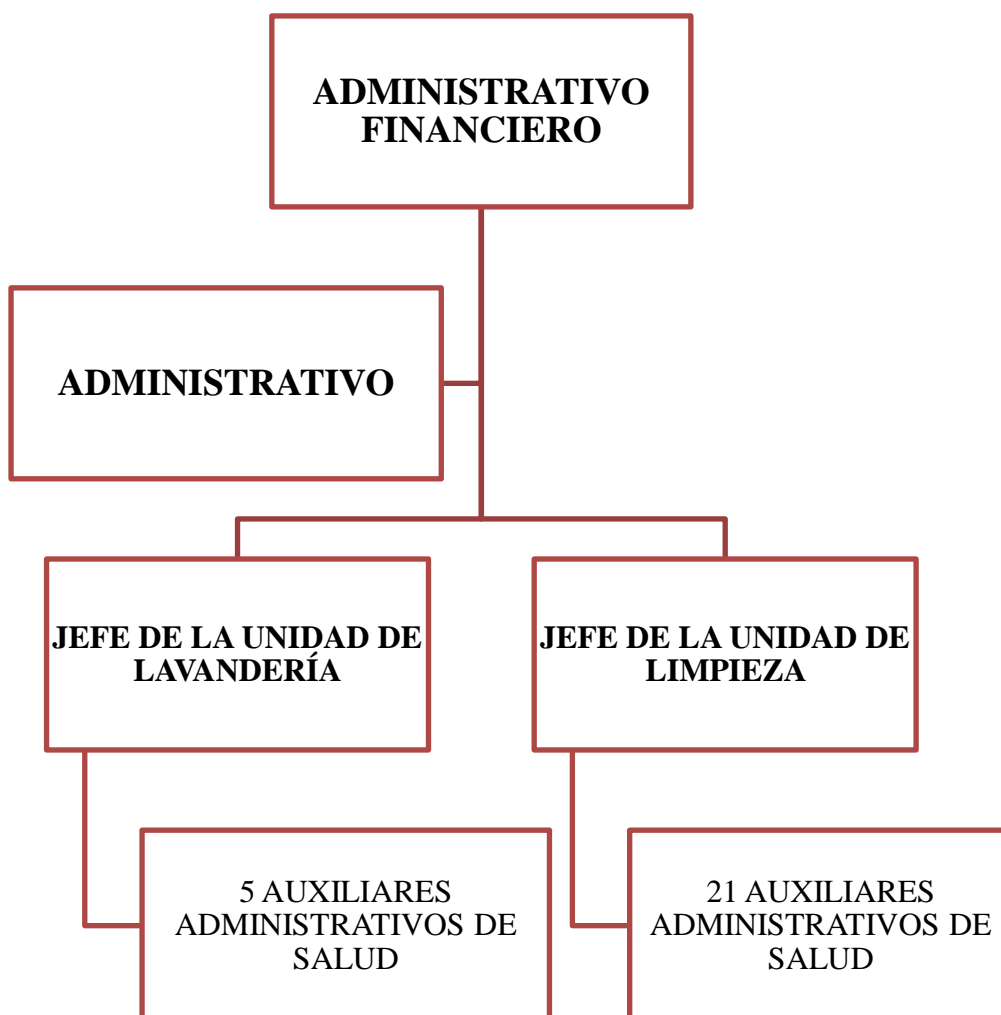 ADMINISTRATIVO
FINANCIERO
ADMINISTRATIVO
JEFE DE LA UNIDAD DE
LAVANDERÍA
JEFE DE LA UNIDAD DE
LIMPIEZA
5 AUXILIARES
ADMINISTRATIVOS DE
SALUD
21 AUXILIARES
ADMINISTRATIVOS DE
SALUD